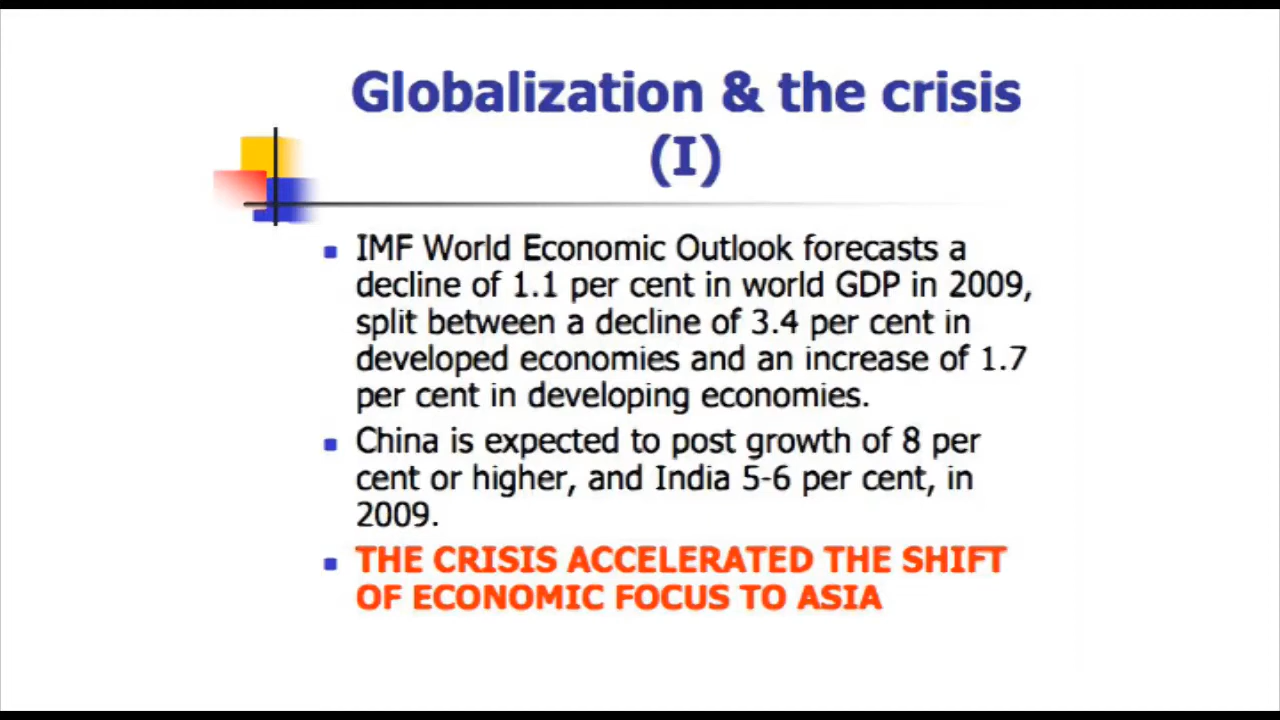 Globalization & the crisis
(I)
IMF World Economic Outlook forecasts a
decline of 1.1 per cent in world GDP in 2009,
split between a decline of 3.4 per cent in
developed economies and an increase of 1.7
per cent in developing economies.
China is expected to post growth of 8 per
cent or higher, and India 5-6 per cent, in
2009.
THE CRISIS ACCELERATED THE SHIFT
OF ECONOMIC FOCUS TO ASIA